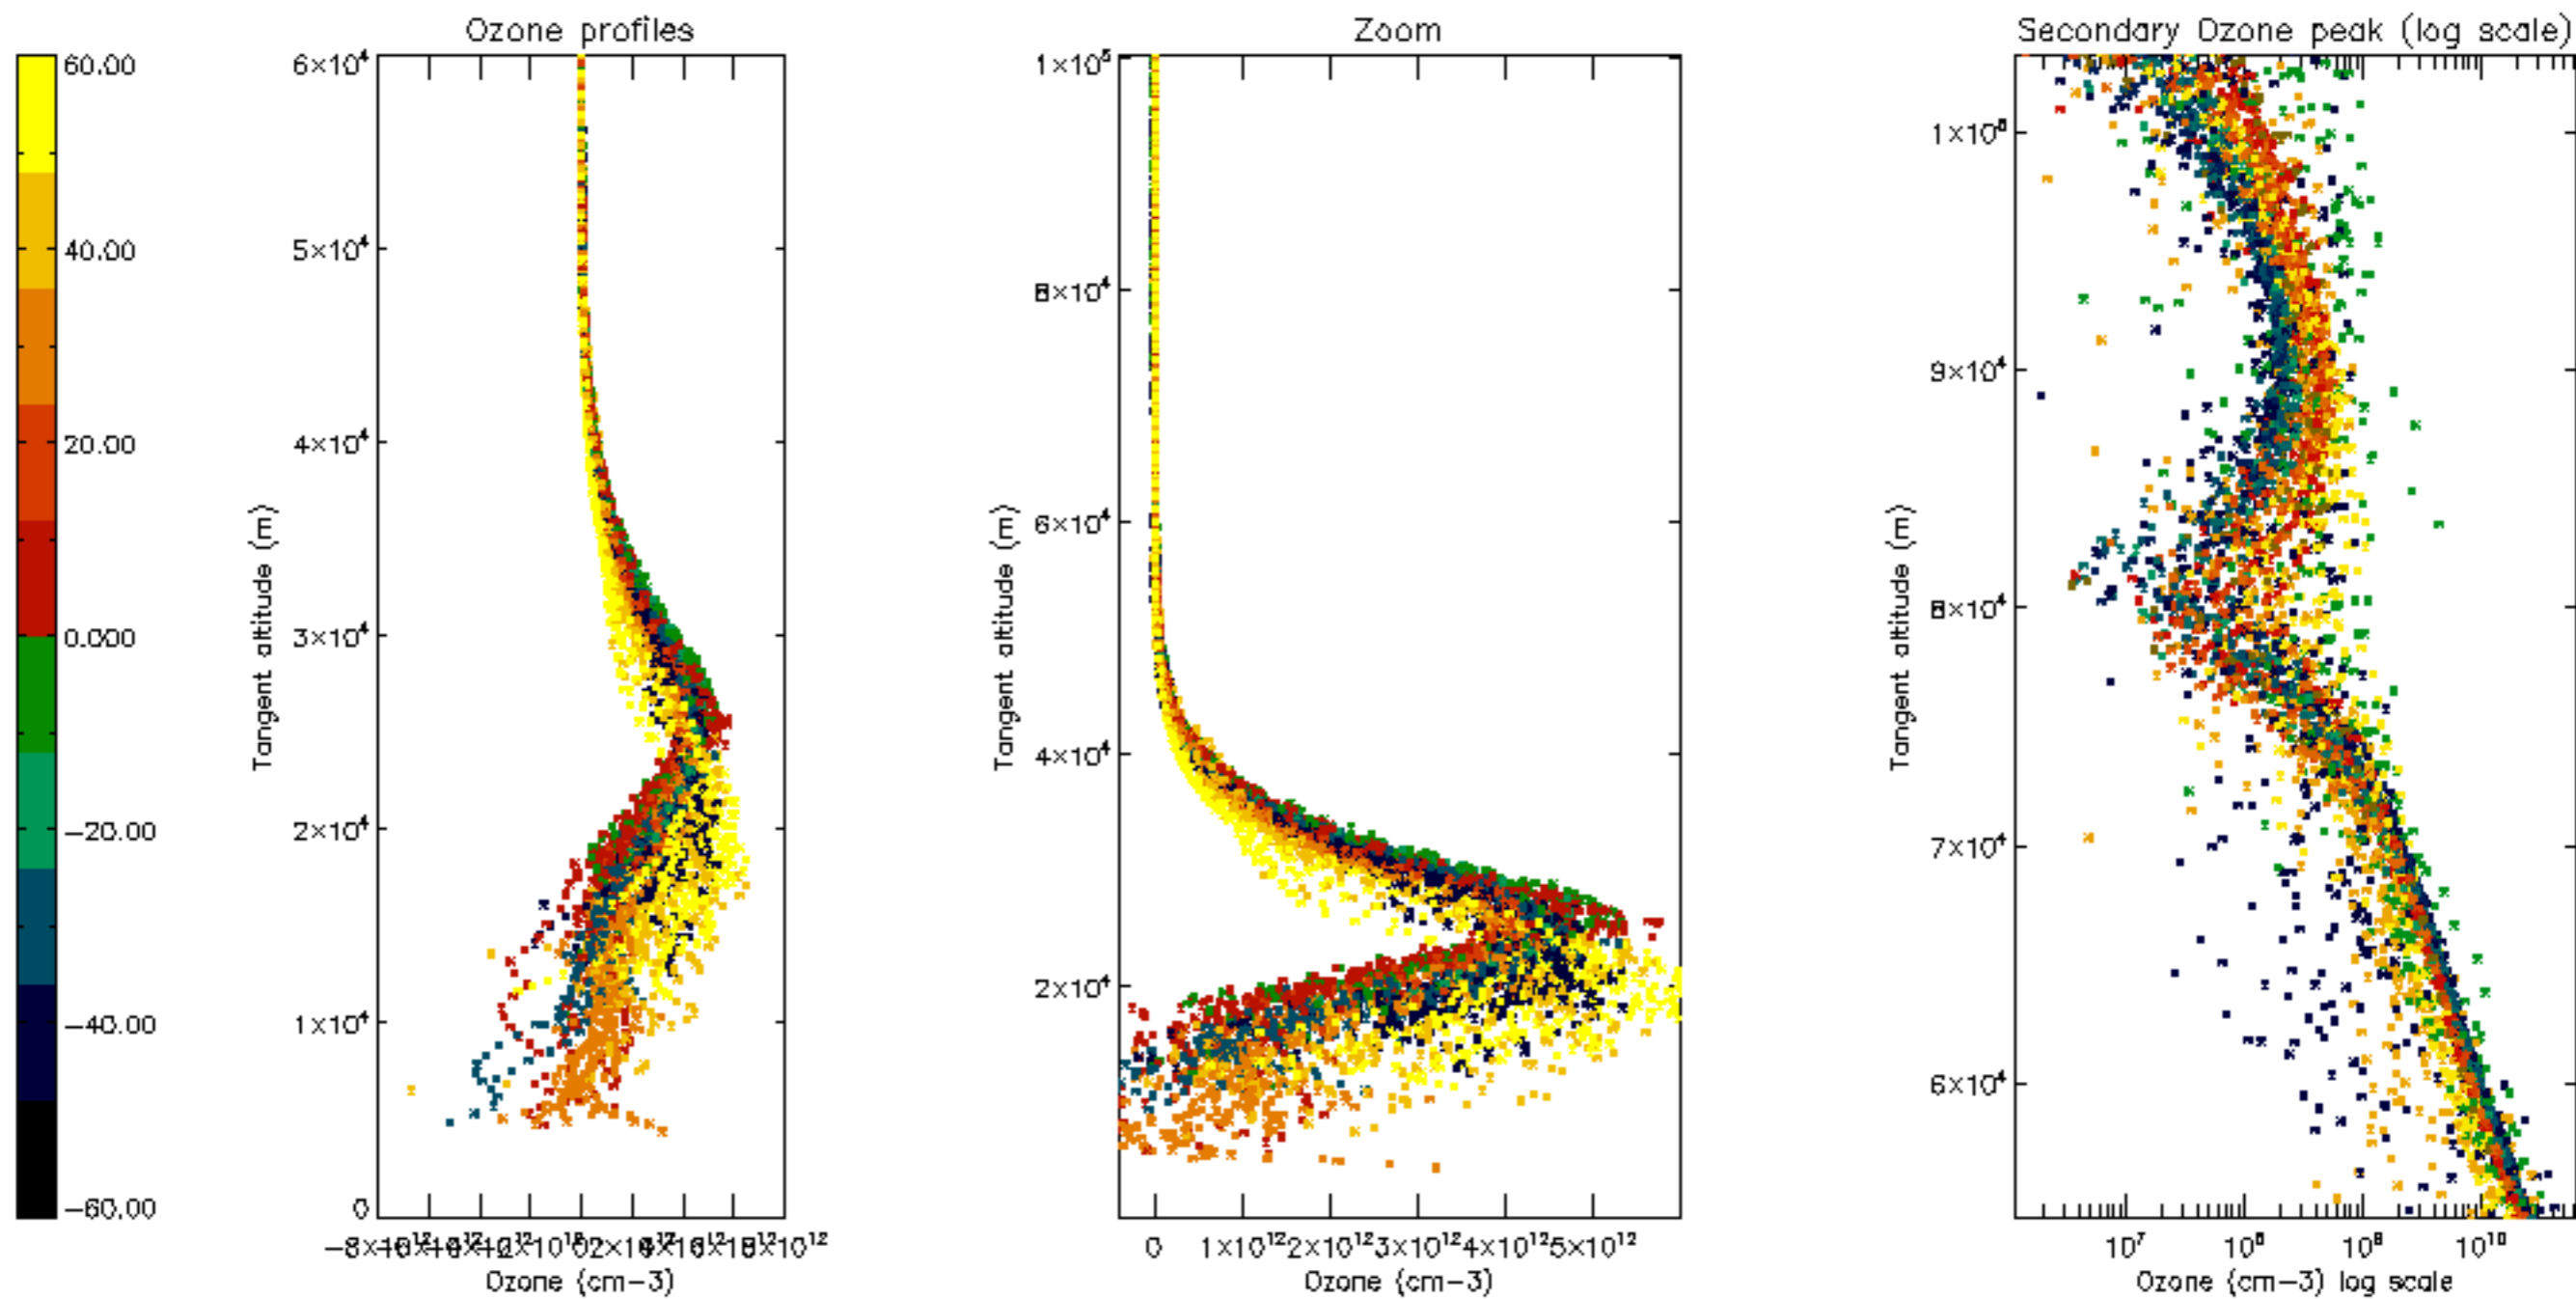 Ozone profiles
Zoom
Secondary Ozone peak (log scale)
60.00
40.00
20.00
0.000
-20.00
-40.00
-60.00
6×10⁴
5×10⁴
4×10⁴
3×10⁴
2×10⁴
1×10⁴
0
Tangent altitude (m)
Ozone (cm-3)
1×10⁵
8×10⁴
6×10⁴
4×10⁴
2×10⁴
Tangent altitude (m)
0 1×10¹² 2×10¹² 3×10¹² 4×10¹² 5×10¹²
Ozone (cm-3)
9×10⁴
8×10⁴
7×10⁴
6×10⁴
Tangent altitude (m)
10⁷ 10⁸ 10⁹ 10¹⁰
Ozone (cm-3) log scale